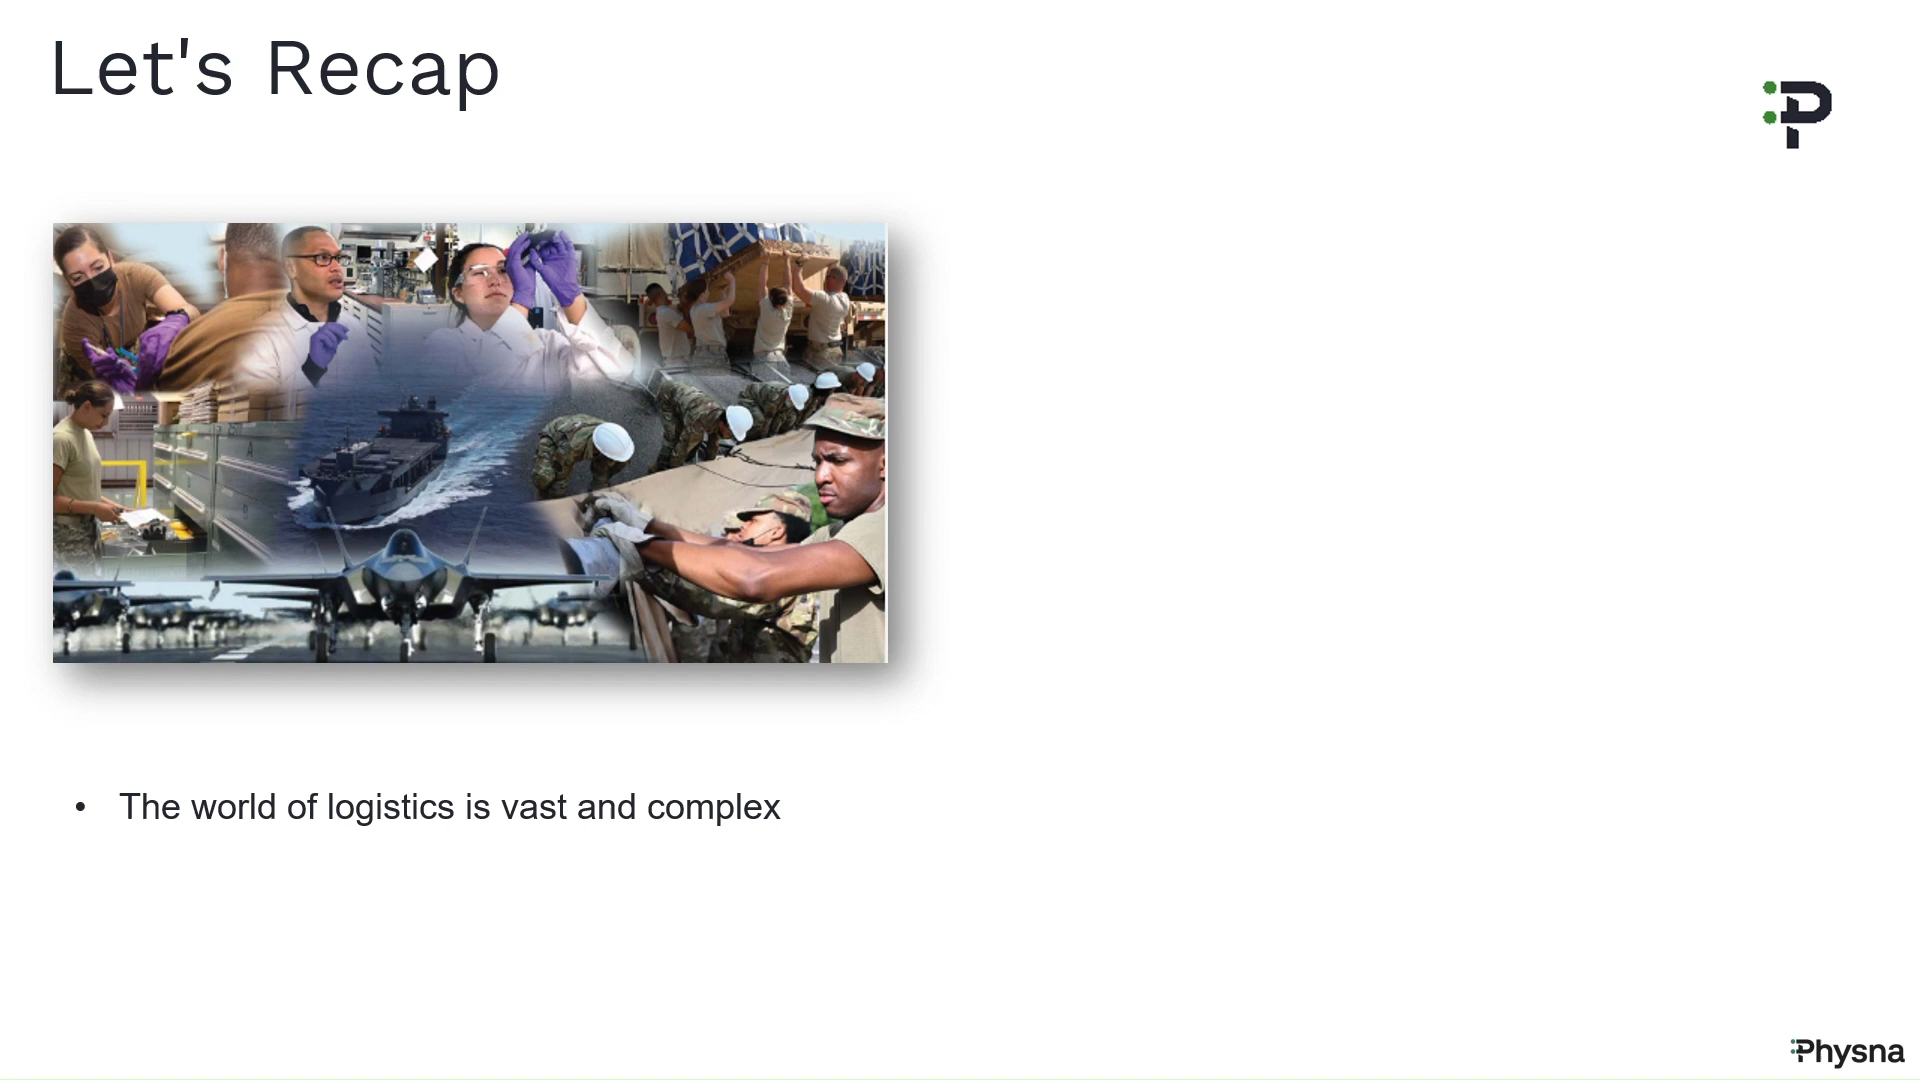 Let's Recap
• The world of logistics is vast and complex
Physna